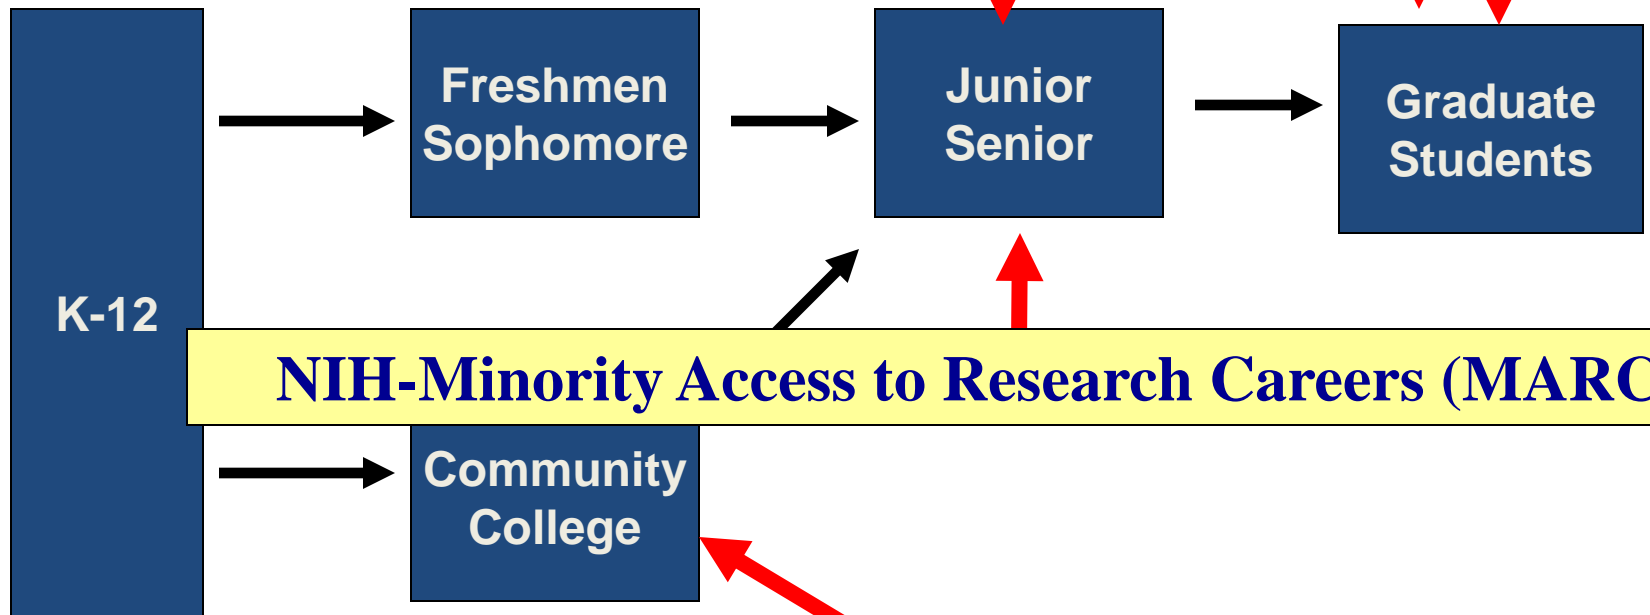 Freshmen
Sophomore
Junior
Senior
Graduate
Students
K-12
NIH-Minority Access to Research Careers (MARC
Community
College